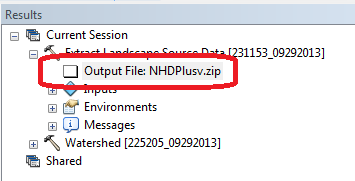 Results
Current Session
Extract Landscape Source Data [231153_09292013]
Output File: NHDPlusv.zip
Inputs
Environments
Messages
Watershed [225205_09292013]
Shared